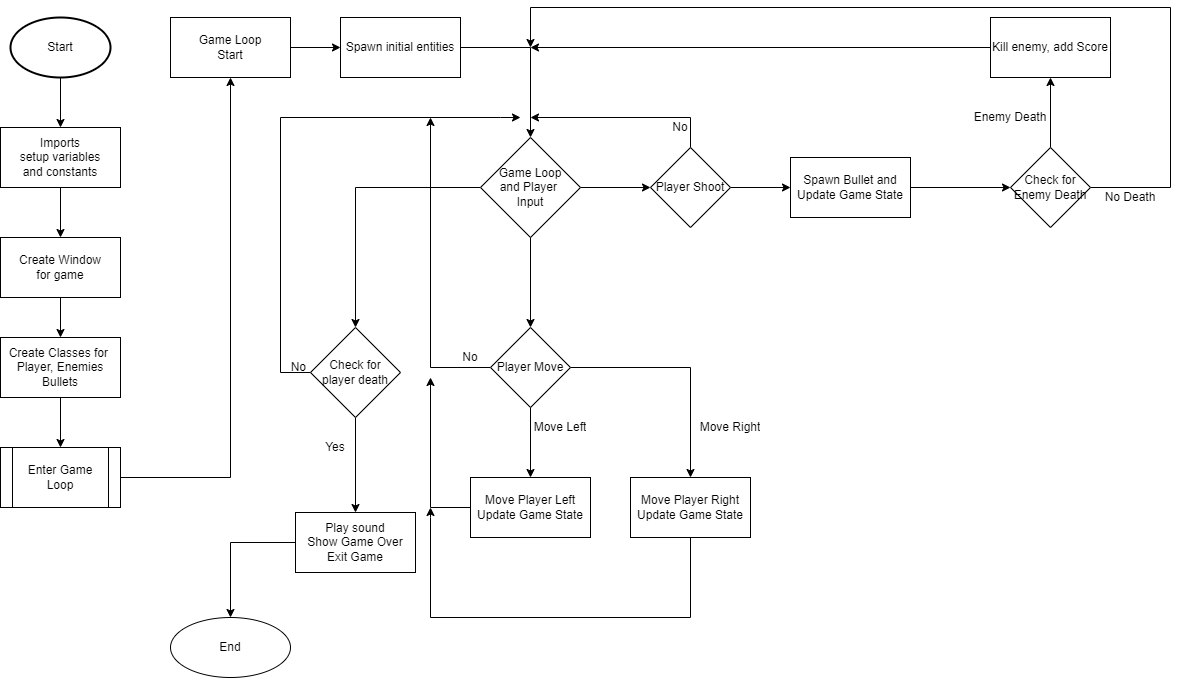 Start
Imports
setup variables
and constants
Create Window
for game
Create Classes for
Player, Enemies
Bullets
Enter Game
Loop
Game Loop
Start
Spawn initial entities
Game Loop
and Player
Input
No
Player Shoot
Spawn Bullet and
Update Game State
Check for
Enemy Death
Enemy Death
Kill enemy, add Score
No Death
No
Check for
player death
Yes
Play sound
Show Game Over
Exit Game
End
No
Player Move
Move Left
Move Right
Move Player Left
Update Game State
Move Player Right
Update Game State